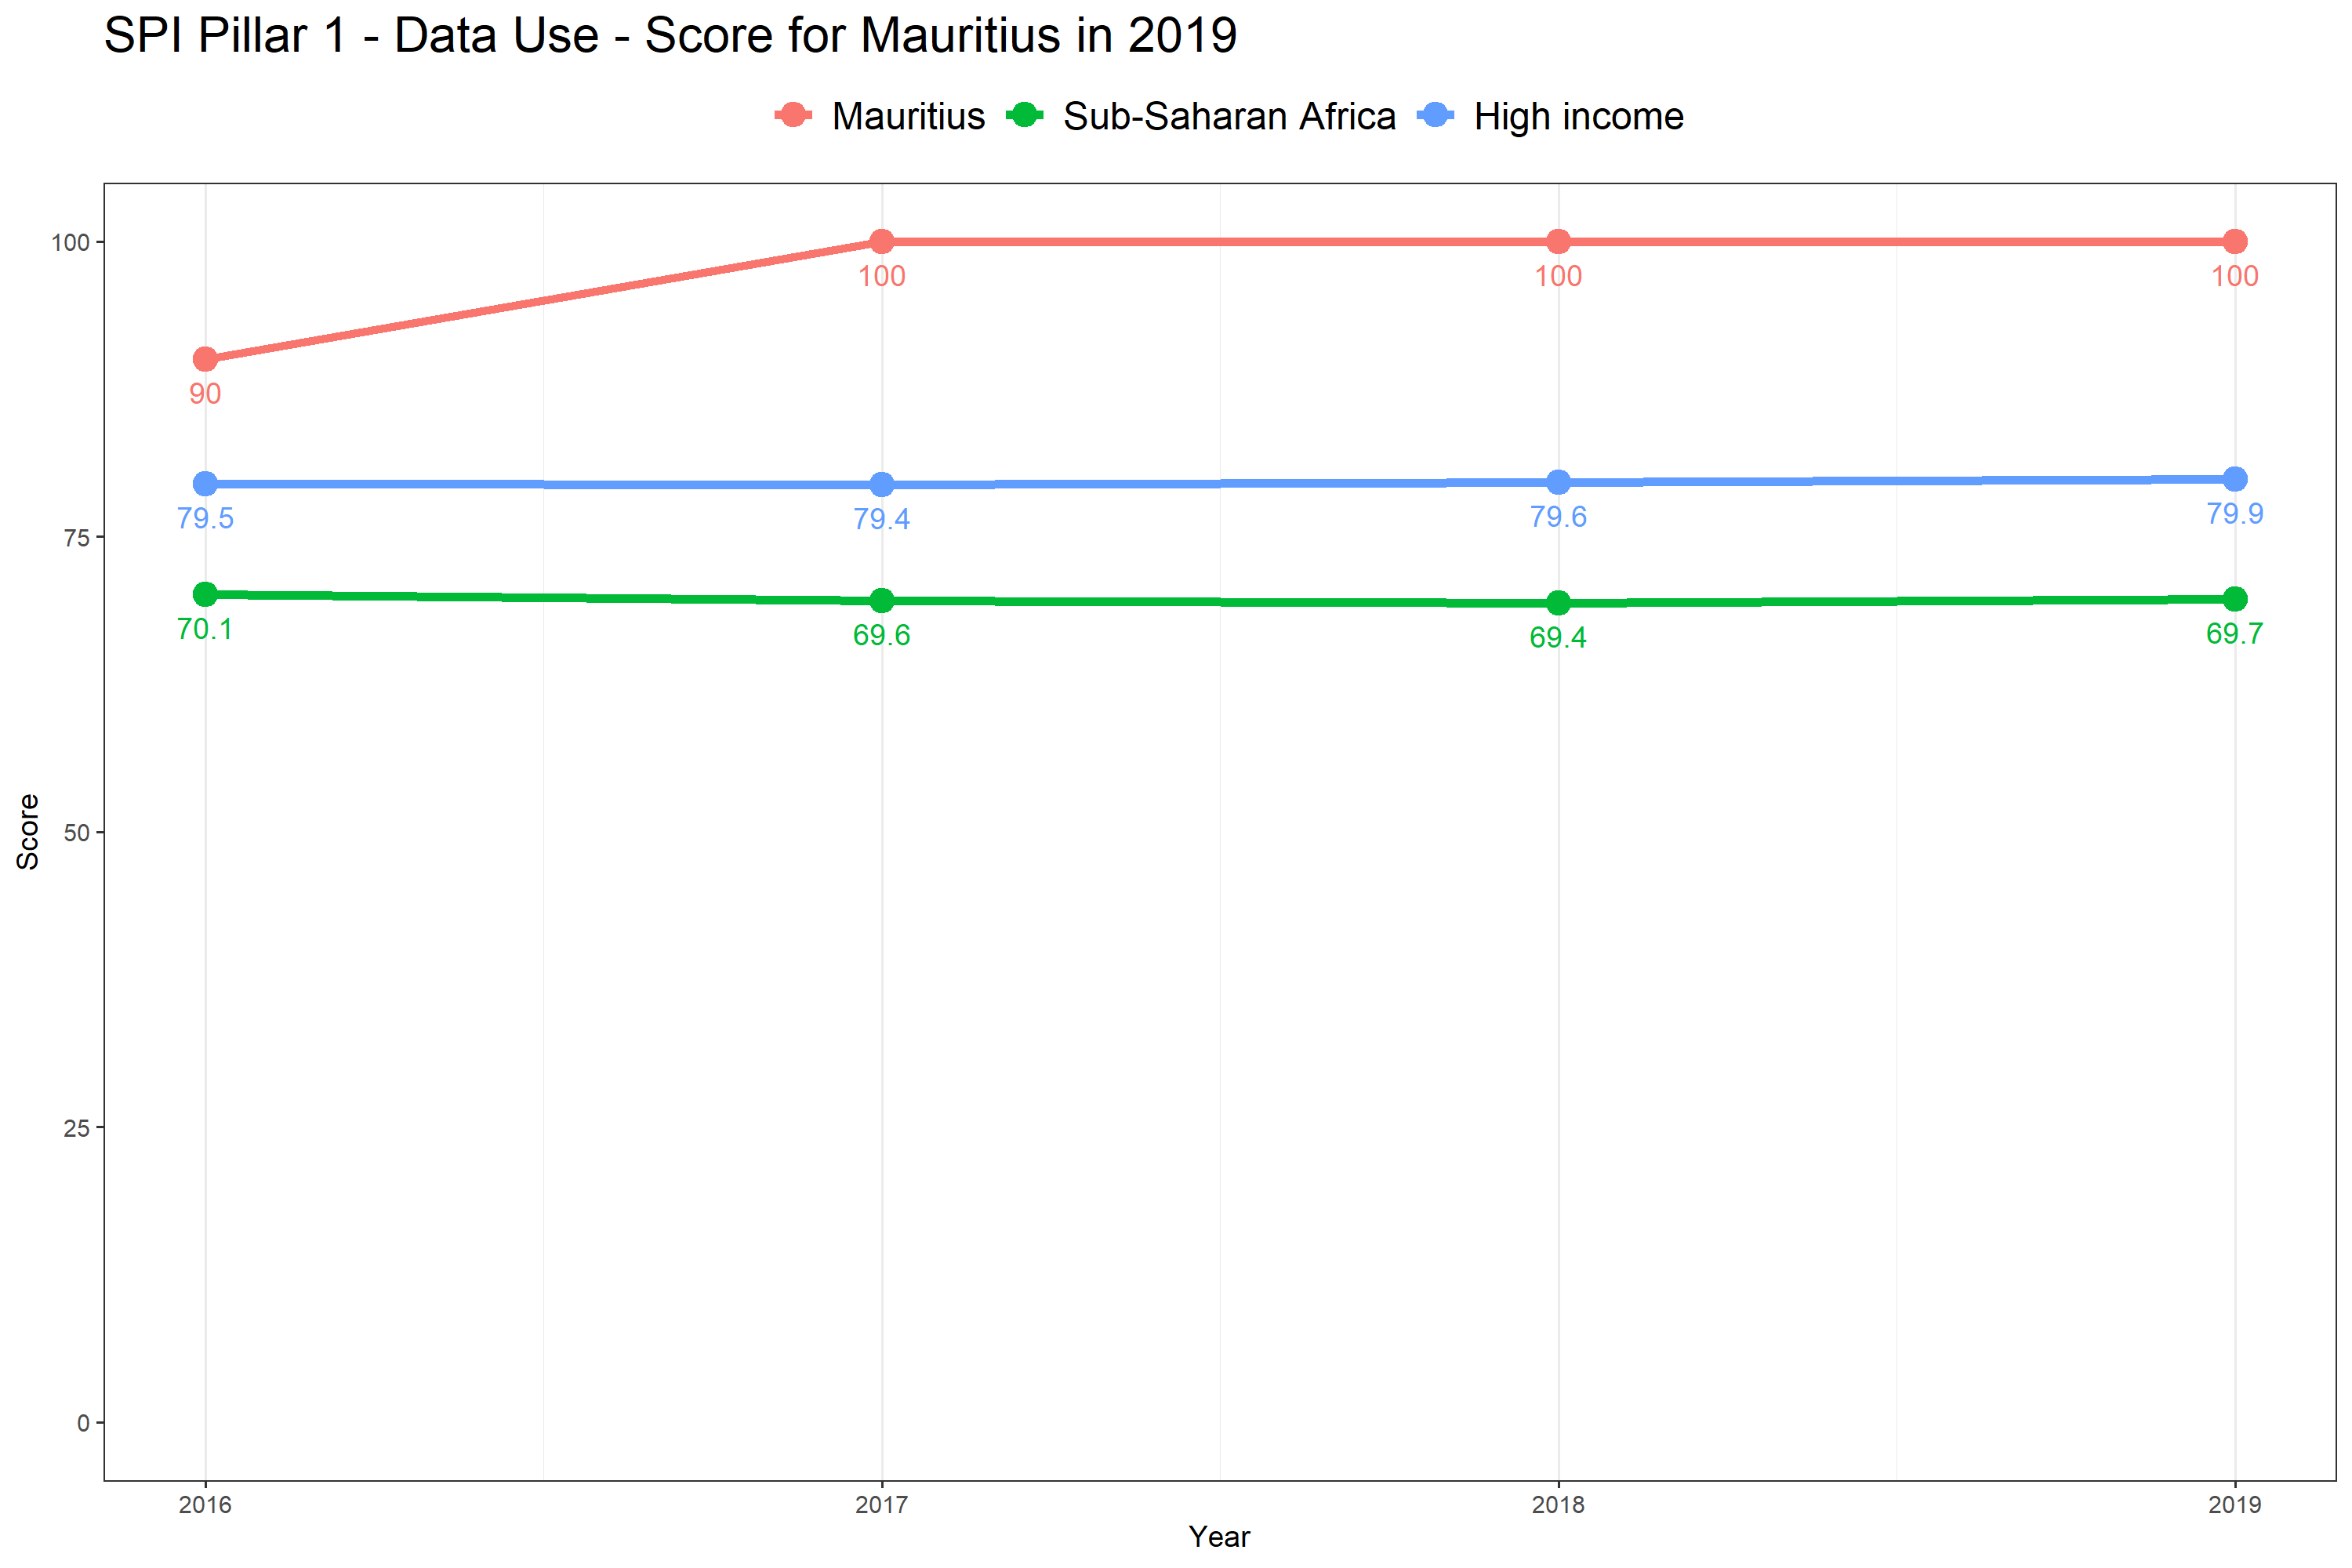 SPI Pillar 1 - Data Use - Score for Mauritius in 2019
Mauritius Sub-Saharan Africa High income
100
100 100 100
90
79.5 79.4 79.6 79.9
75
70.1 69.6 69.4 69.7
50
Score
25
0
2016 2017 2018 2019
Year